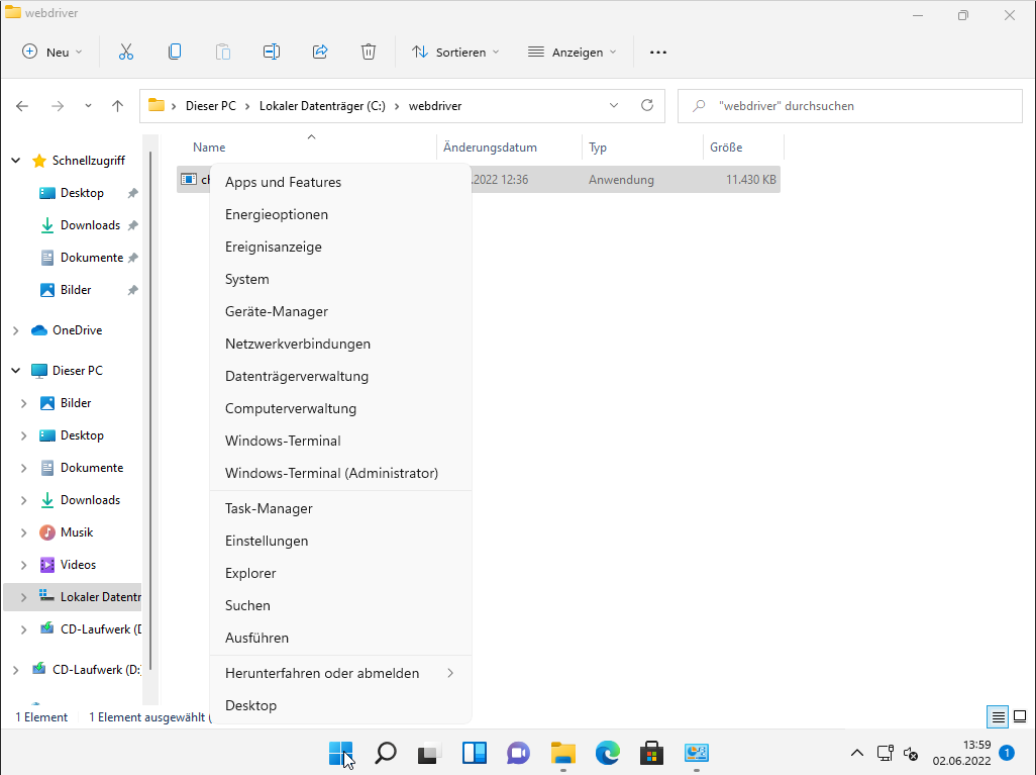 webdriver
Neu
Sortieren
Anzeigen
Dieser PC > Lokaler Datenträger (C:) > webdriver
"webdriver" durchsuchen
Name
Änderungsdatum
Typ
Größe
.2022 12:36
Anwendung
11.430 KB
Schnellzugriff
Desktop
Downloads
Dokumente
Bilder
OneDrive
Dieser PC
Bilder
Desktop
Dokumente
Downloads
Musik
Videos
Lokaler Datentr
CD-Laufwerk (D
CD-Laufwerk (D:
Apps und Features
Energieoptionen
Ereignisanzeige
System
Geräte-Manager
Netzwerkverbindungen
Datenträgerverwaltung
Computerverwaltung
Windows-Terminal
Windows-Terminal (Administrator)
Task-Manager
Einstellungen
Explorer
Suchen
Ausführen
Herunterfahren oder abmelden
Desktop
1 Element
1 Element ausgewählt (
13:59
02.06.2022
1